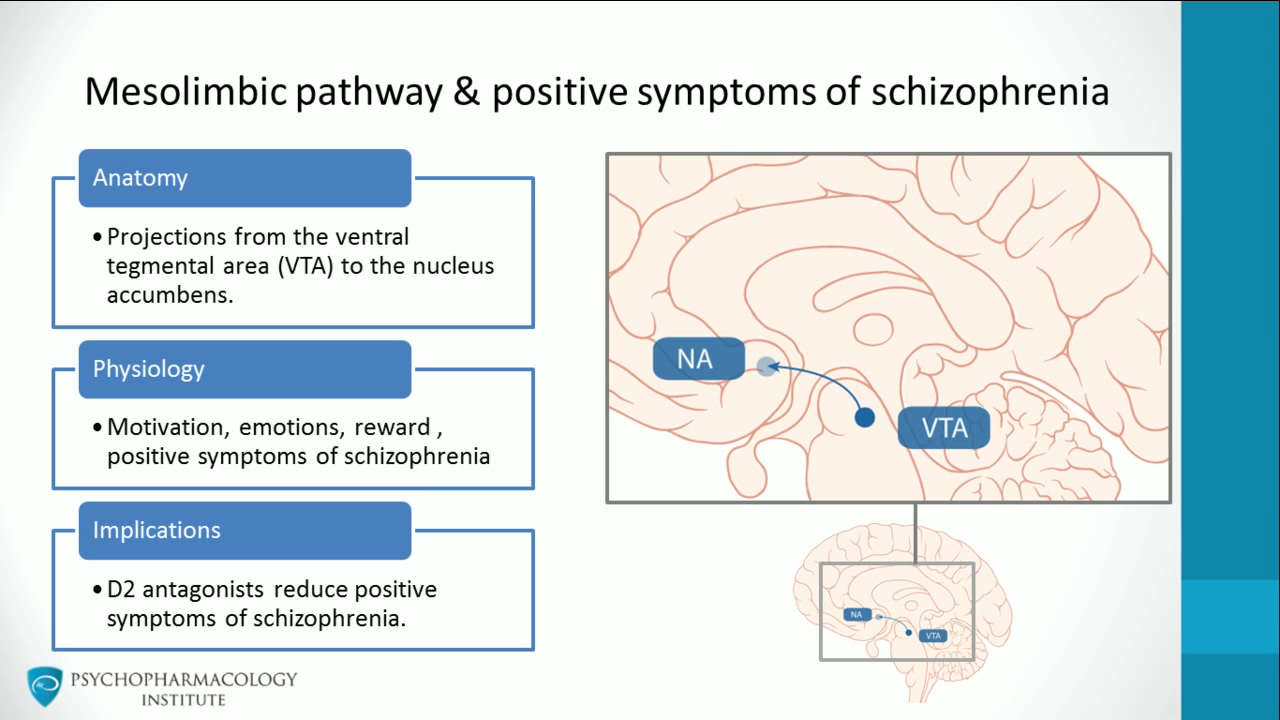 Mesolimbic pathway & positive symptoms of schizophrenia
Anatomy
•Projections from the ventral
tegmental area (VTA) to the nucleus
accumbens.
Physiology
•Motivation, emotions, reward ,
positive symptoms of schizophrenia
Implications
•D2 antagonists reduce positive
symptoms of schizophrenia.
NA
VTA
NA
VTA
PSYCHOPHARMACOLOGY
INSTITUTE